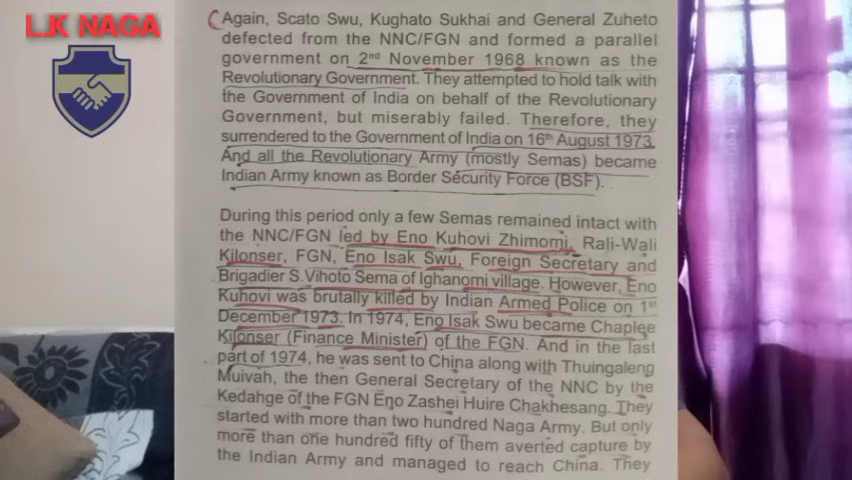 L.K NAGA
Again, Scato Swu, Kughato Sukhai and General Zuheto
defected from the NNC/FGN and formed a parallel
government on 2nd November 1968 known as the
Revolutionary Government. They attempted to hold talk with
the Government of India on behalf of the Revolutionary
Government, but miserably failed. Therefore, they
surrendered to the Government of India on 16th August 1973.
And all the Revolutionary Army (mostly Semas) became
Indian Army known as Border Security Force (BSF).
During this period only a few Semas remained intact with
the NNC/FGN led by Eno Kuhovi Zhimomi, Rali-Wali
Kilonser, FGN, Eno Isak Swu, Foreign Secretary and
Brigadier S.Vihoto Sema of Ighanomi village. However, Eno
Kuhovi was brutally killed by Indian Armed Police on 1st
December 1973. In 1974, Eno Isak Swu became Chaplee
Kilonser (Finance Minister) of the FGN. And in the last
part of 1974, he was sent to China along with Thuingaleng
Muivah, the then General Secretary of the NNC by the
Kedahge of the FGN Eno Zashei Huire Chakhesang. They
started with more than two hundred Naga Army. But only
more than one hundred fifty of them averted capture by
the Indian Army and managed to reach China. They